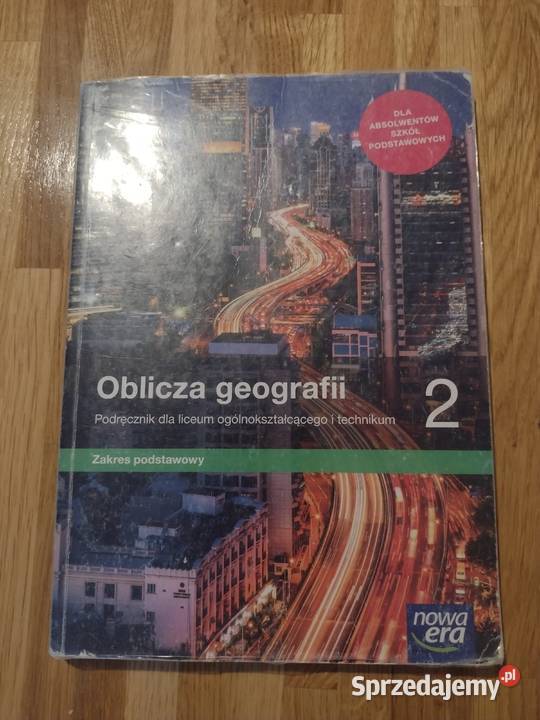 DLA
ABSOLWENTÓW
SZKÓŁ
PODSTAWOWYCH
Oblicza geografii 2
Podręcznik dla liceum ogólnokształcącego i technikum
Zakres podstawowy
nowa
era
Sprzedajemy.pl